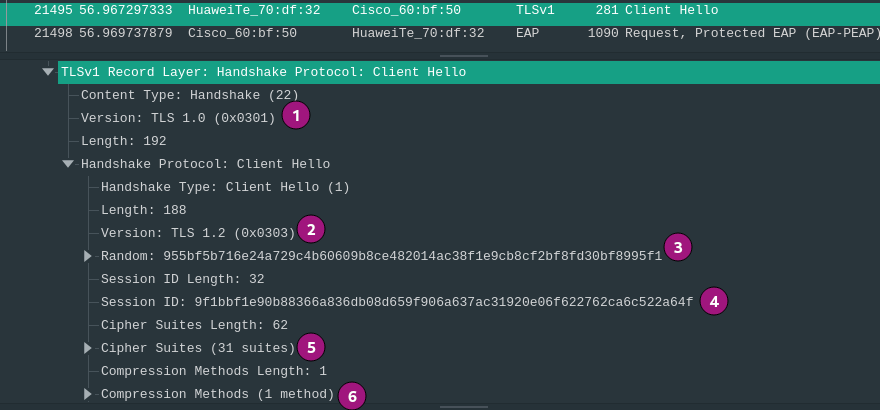 21495 56.967297333 HuaweiTe_70:df:32 Cisco_60:bf:50 TLSv1 281 Client Hello
21498 56.969737879 Cisco_60:bf:50 HuaweiTe_70:df:32 EAP 1090 Request, Protected EAP (EAP-PEAP)
TLSv1 Record Layer: Handshake Protocol: Client Hello
Content Type: Handshake (22)
Version: TLS 1.0 (0x0301) 1
Length: 192
Handshake Protocol: Client Hello
Handshake Type: Client Hello (1)
Length: 188
Version: TLS 1.2 (0x0303) 2
Random: 955bf5b716e24a729c4b60609b8ce482014ac38f1e9cb8cf2bf8fd30bf8995f1 3
Session ID Length: 32
Session ID: 9f1bbf1e90b88366a836db08d659f906a637ac31920e06f622762ca6c522a64f 4
Cipher Suites Length: 62
Cipher Suites (31 suites) 5
Compression Methods Length: 1
Compression Methods (1 method) 6